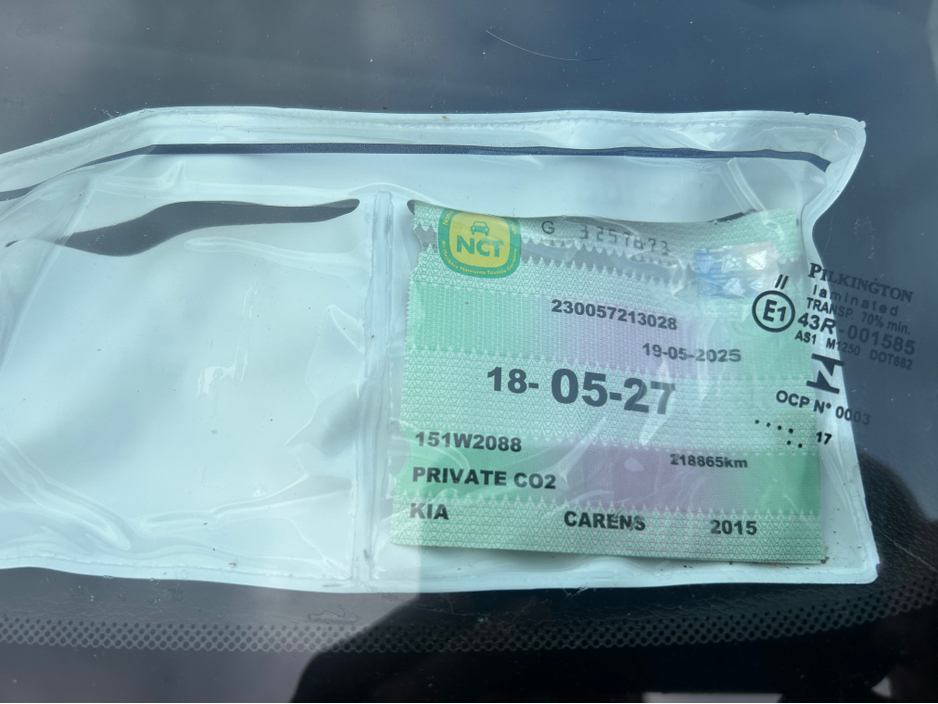 NCT
G 3257673
230057213028
19-05-2025
18-05-27
151W2088
218865km
PRIVATE CO2
KIA CARENS 2015
PILKINGTON
laminated
TRANSP. 70% min.
E1 43R-001585
AS1 M1250 DOT682
OCP N° 0003
17